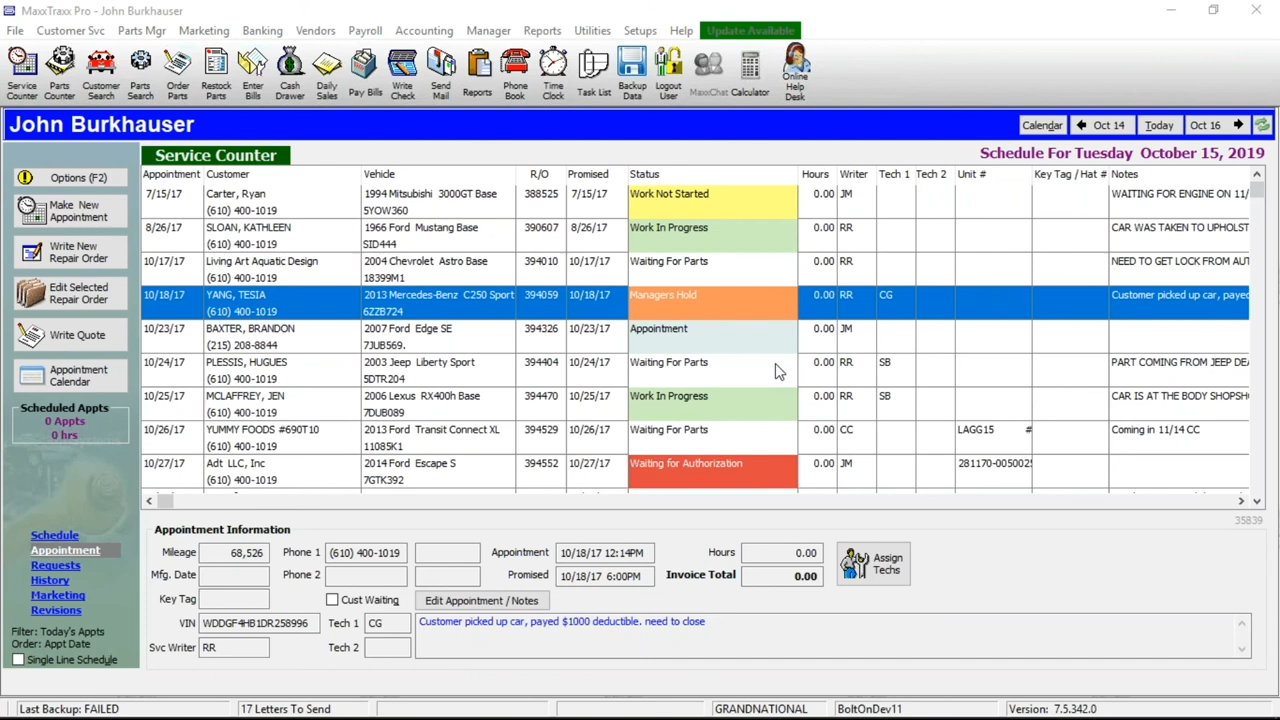 MaxxTraxx Pro - John Burkhauser
File Customer Svc Parts Mgr Marketing Banking Vendors Payroll Accounting Manager Reports Utilities Setups Help Update Available
Service Counter Parts Counter Customer Search Parts Search Order Parts Restock Parts Enter Bills Cash Drawer Daily Sales Pay Bills Write Check Send Mail Reports Phone Book Time Clock Task List Backup Data Logout User MaxxChat Calculator Online Help Desk
John Burkhauser Calendar Oct 14 Today Oct 16
Service Counter Schedule For Tuesday October 15, 2019
Options (F2)
Make New
Appointment
Write New
Repair Order
Edit Selected
Repair Order
Write Quote
Appointment
Calendar
Scheduled Appts
0 Appts
0 hrs
Schedule
Appointment
Requests
History
Marketing
Revisions
Filter: Today's Appts
Order: Appt Date
Single Line Schedule
Appointment Customer Vehicle R/O Promised Status Hours Writer Tech 1 Tech 2 Unit # Key Tag / Hat # Notes
7/15/17 Carter, Ryan 1994 Mitsubishi 3000GT Base 388525 7/15/17 Work Not Started 0.00 JM WAITING FOR ENGINE ON 11/
(610) 400-1019 5YOW360
8/26/17 SLOAN, KATHLEEN 1966 Ford Mustang Base 390607 8/26/17 Work In Progress 0.00 RR CAR WAS TAKEN TO UPHOLST
(610) 400-1019 SID444
10/17/17 Living Art Aquatic Design 2004 Chevrolet Astro Base 394010 10/17/17 Waiting For Parts 0.00 RR NEED TO GET LOCK FROM AUT
(610) 400-1019 18399M1
10/18/17 YANG, TESIA 2013 Mercedes-Benz C250 Sport 394059 10/18/17 Managers Hold 0.00 RR CG Customer picked up car, payed
(610) 400-1019 6ZZB724
10/23/17 BAXTER, BRANDON 2007 Ford Edge SE 394326 10/23/17 Appointment 0.00 JM
(215) 208-8844 7JUB569.
10/24/17 PLESSIS, HUGUES 2003 Jeep Liberty Sport 394404 10/24/17 Waiting For Parts 0.00 RR SB PART COMING FROM JEEP DEA
(610) 400-1019 5DTR204
10/25/17 MCLAFFREY, JEN 2006 Lexus RX400h Base 394470 10/25/17 Work In Progress 0.00 RR SB CAR IS AT THE BODY SHOPSH
(610) 400-1019 7DUB089
10/26/17 YUMMY FOODS #690T10 2013 Ford Transit Connect XL 394529 10/26/17 Waiting For Parts 0.00 CC LAGG15 # Coming in 11/14 CC
(610) 400-1019 11085K1
10/27/17 Adt LLC, Inc 2014 Ford Escape S 394552 10/27/17 Waiting for Authorization 0.00 JM 281170-005002
(610) 400-1019 7GTK392
35839
Appointment Information
Mileage 68,526 Phone 1 (610) 400-1019 Appointment 10/18/17 12:14PM Hours 0.00 Assign Techs
Mfg. Date Phone 2 Promised 10/18/17 6:00PM Invoice Total 0.00
Key Tag Cust Waiting Edit Appointment / Notes
VIN WDDGF4HB1DR258996 Tech 1 CG Customer picked up car, payed $1000 deductible. need to close
Svc Writer RR Tech 2
Last Backup: FAILED 17 Letters To Send GRANDNATIONAL BoltOnDev11 Version: 7.5.342.0